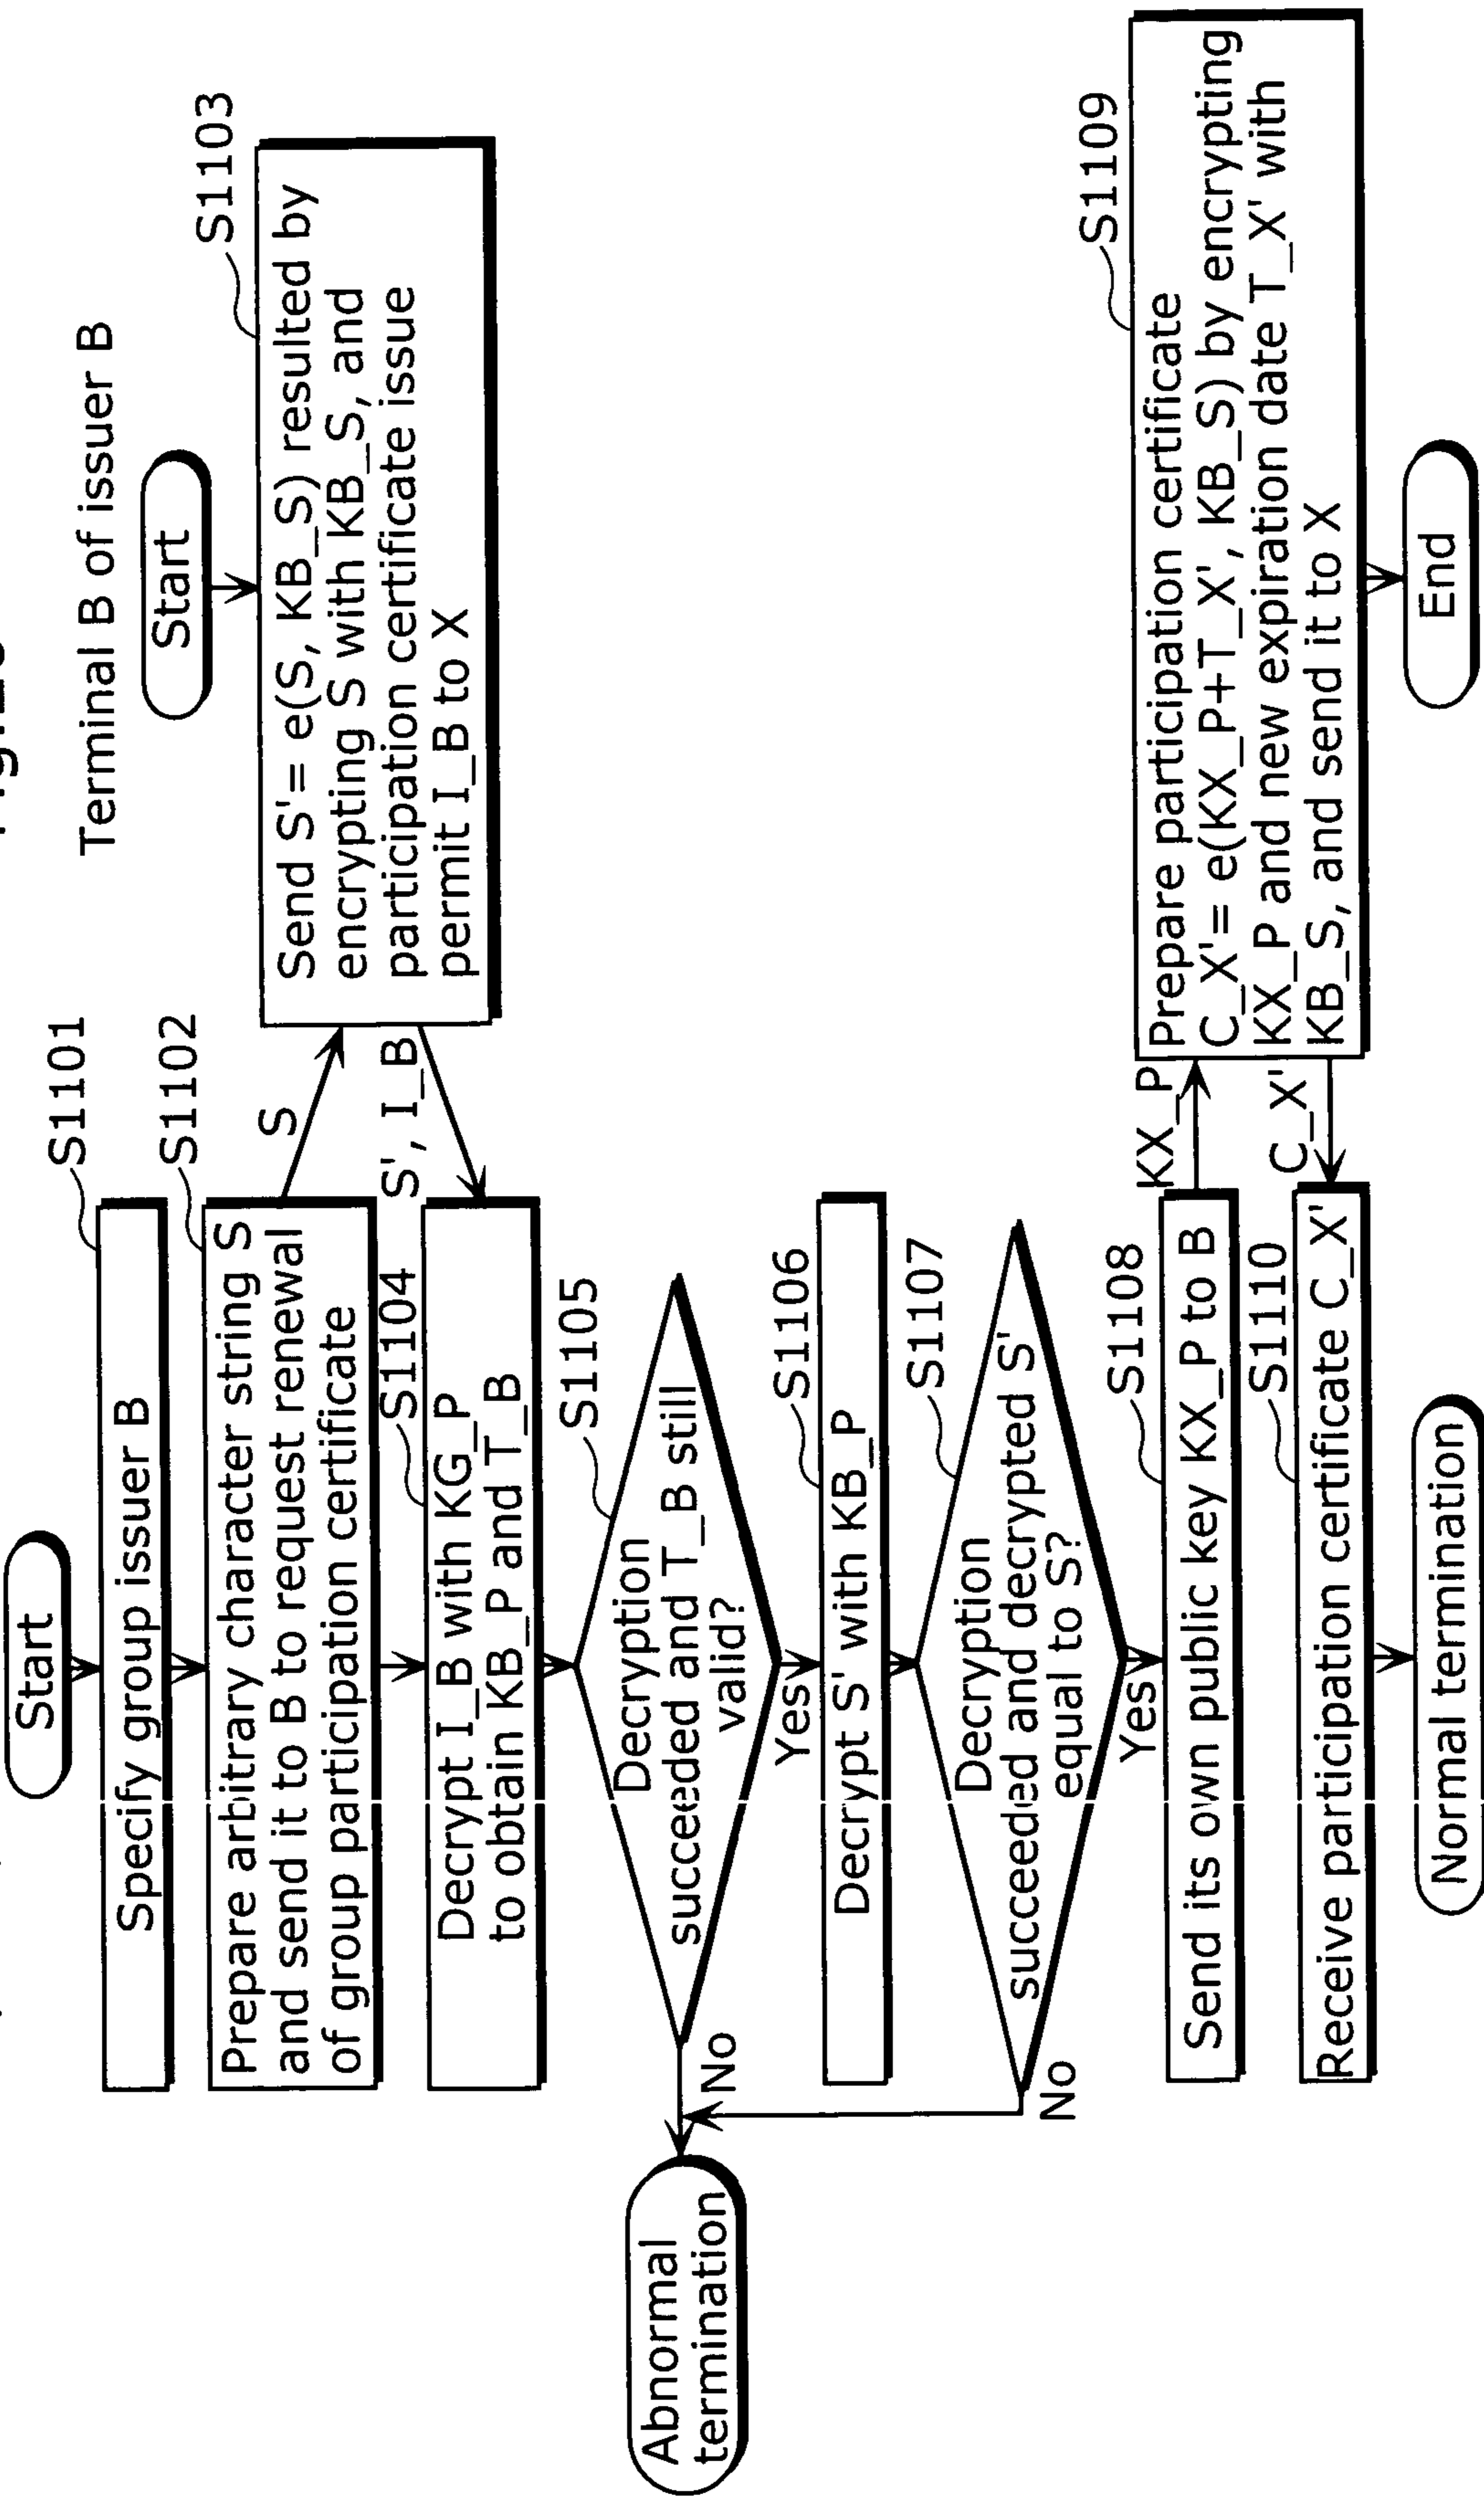 Terminal B of issuer B
Start
S1101
Specify group issuer B
S1102
Prepare arbitrary character string S
and send it to B to request renewal
of group participation certificate
S
Start
S1103
Send S'= e(S, KB_S) resulted by
encrypting S with KB_S, and
participation certificate issue
permit I_B to X
S', I_B
S1104
Decrypt I_B with KG_P
to obtain KB_P and T_B
S1105
Decryption
succeeded and T_B still
valid?
No
Abnormal
termination
Yes
S1106
Decrypt S' with KB_P
S1107
Decryption
succeeded and decrypted S'
equal to S?
No
Yes
S1108
Send its own public key KX_P to B
KX_P
S1109
Prepare participation certificate
C_X'= e(KX_P+T_X', KB_S) by encrypting
KX_P and new expiration date T_X' with
KB_S, and send it to X
C_X'
End
S1110
Receive participation certificate C_X'
Normal termination